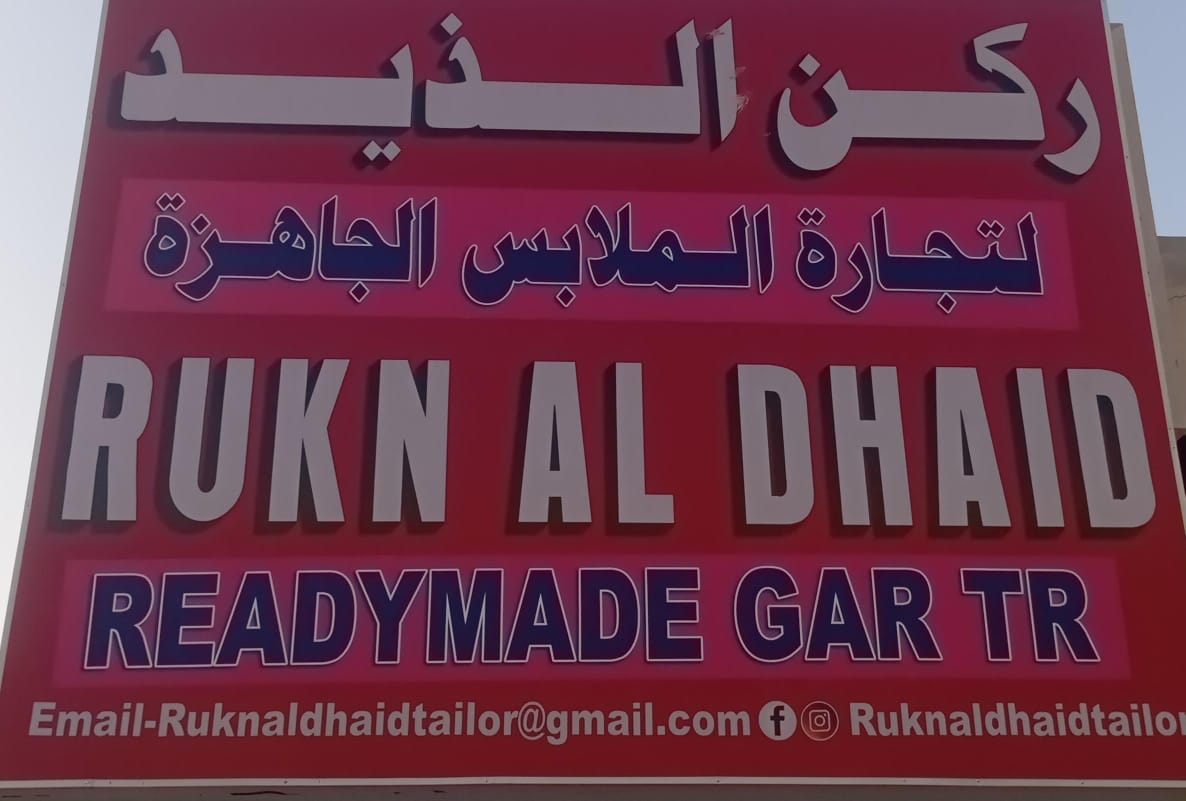 ركن الذيد
لتجارة الملابس الجاهزة
RUKN AL DHAID
READYMADE GAR TR
Email-Ruknaldhaidtailor@gmail.com Ruknaldhaidtailor